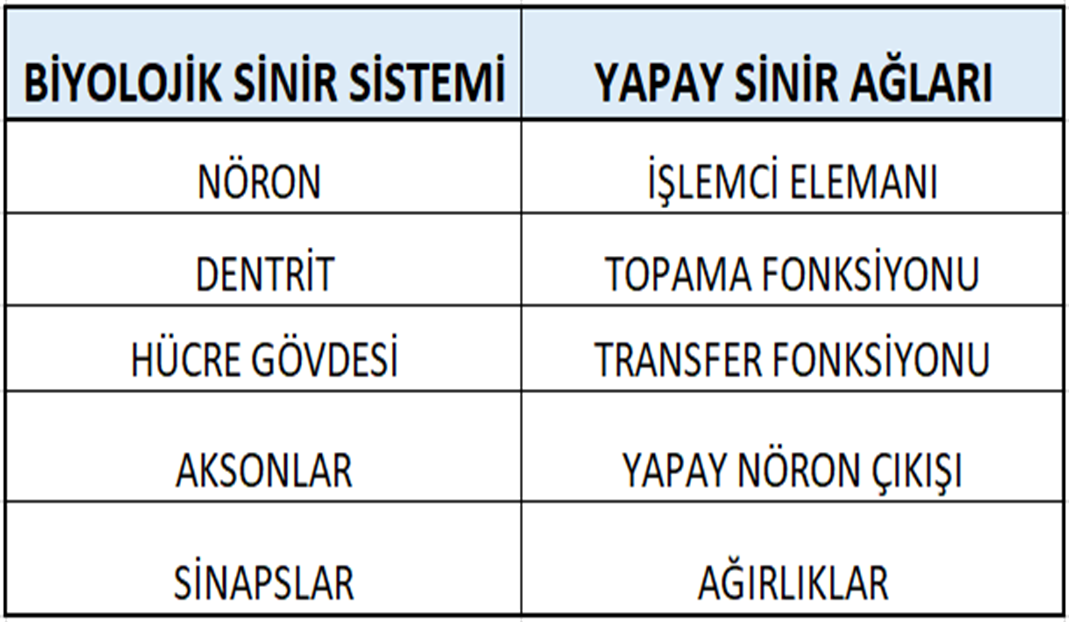 BİYOLOJİK SİNİR SİSTEMİ YAPAY SİNİR AĞLARI
NÖRON İŞLEMCİ ELEMANI
DENTRİT TOPAMA FONKSİYONU
HÜCRE GÖVDESİ TRANSFER FONKSİYONU
AKSONLAR YAPAY NÖRON ÇIKIŞI
SİNAPSLAR AĞIRLIKLAR